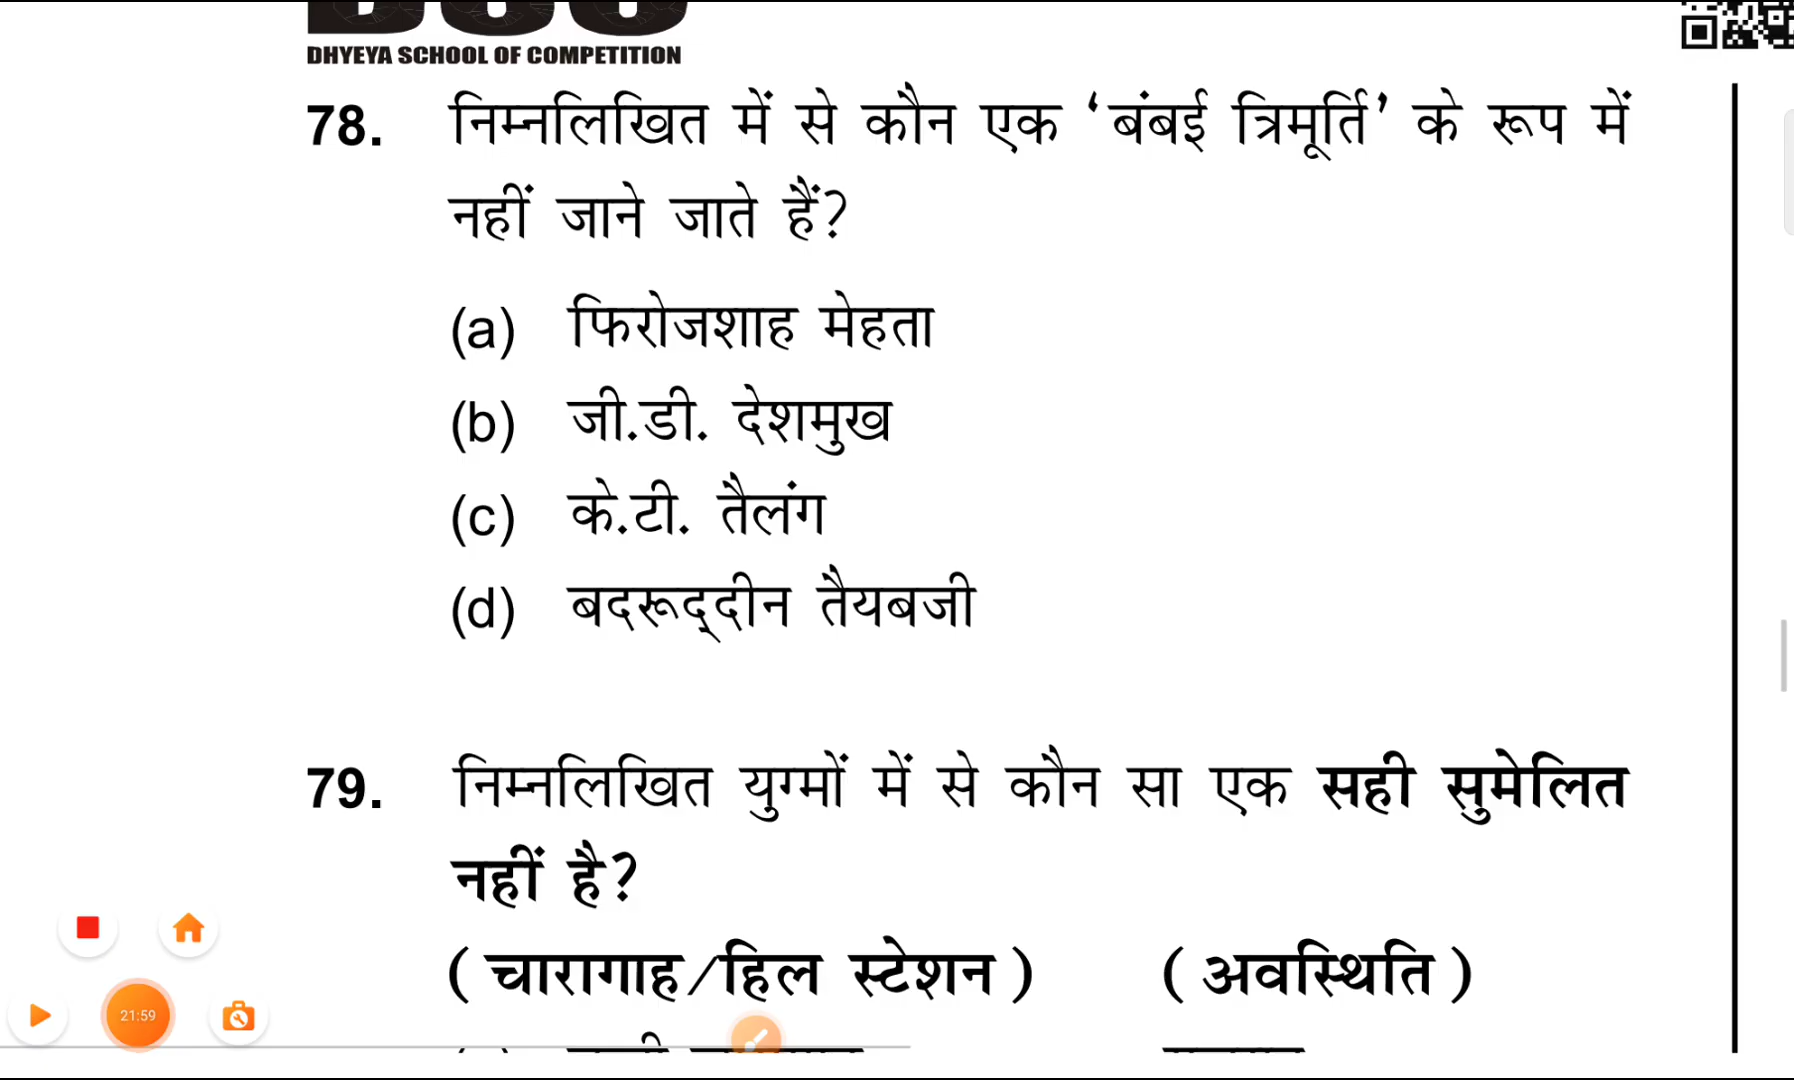 DHYEYA SCHOOL OF COMPETITION
78. निम्नलिखित में से कौन एक ‘बंबई त्रिमूर्ति’ के रूप में
नहीं जाने जाते हैं?
(a) फिरोजशाह मेहता
(b) जी.डी. देशमुख
(c) के.टी. तैलंग
(d) बदरूद्दीन तैयबजी
79. निम्नलिखित युग्मों में से कौन सा एक सही सुमेलित
नहीं है?
(चारागाह/हिल स्टेशन) (अवस्थिति)
21:59